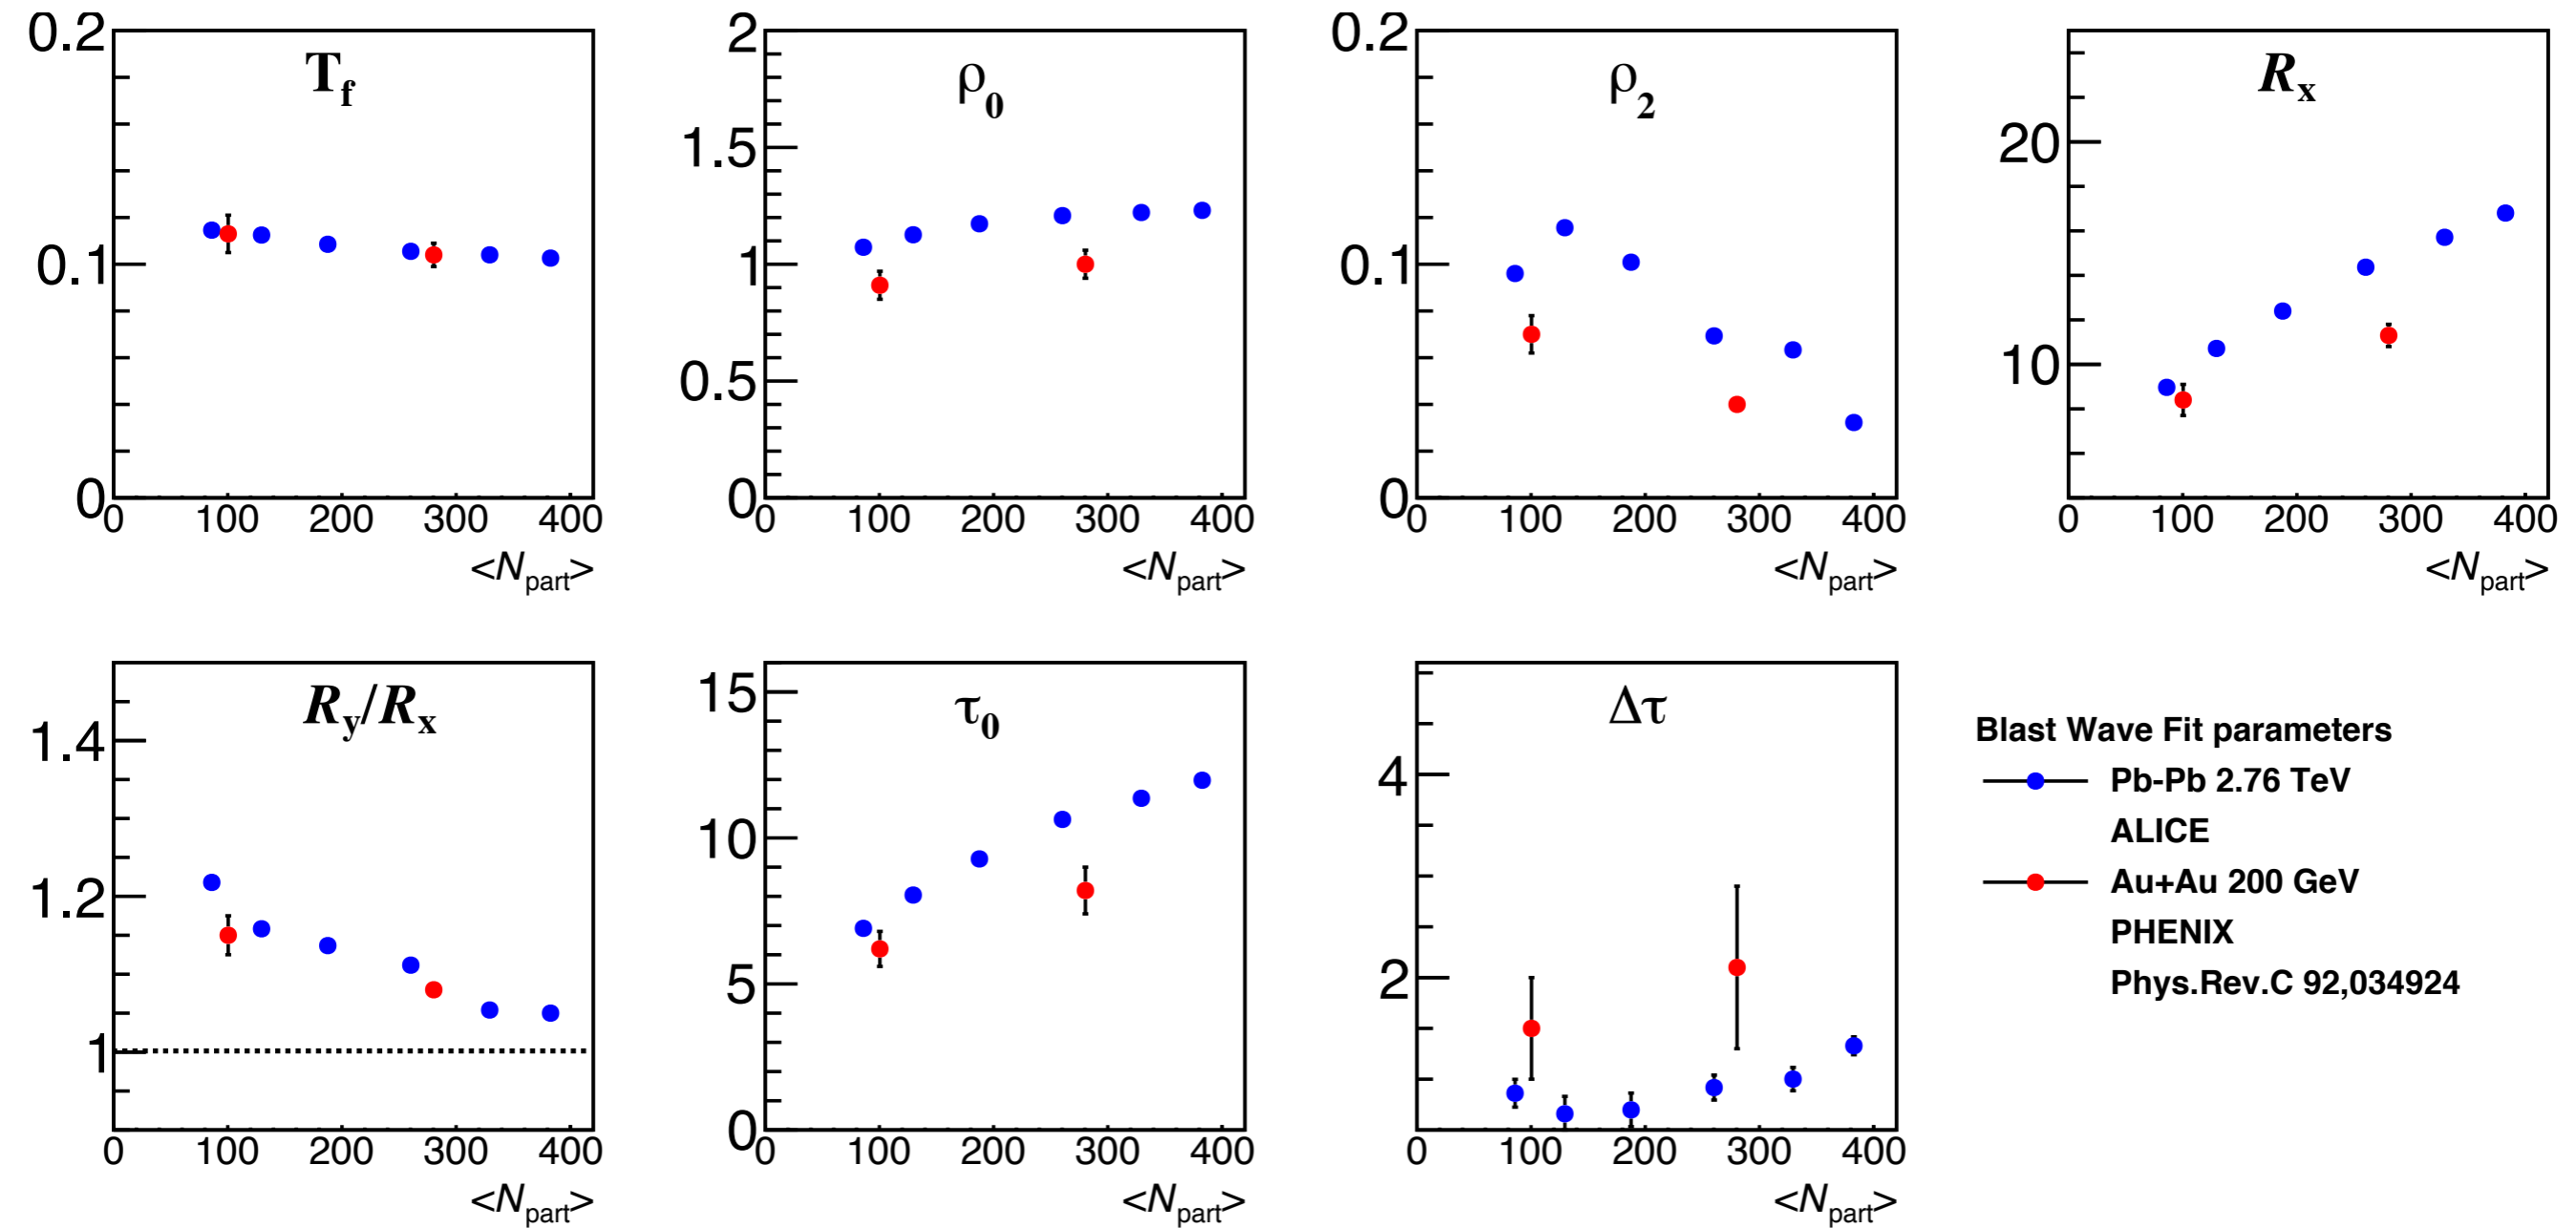 T_f
0.2
0.1
0
0 100 200 300 400
<N_part>
ρ_0
2
1.5
1
0.5
0
0 100 200 300 400
<N_part>
ρ_2
0.2
0.1
0
0 100 200 300 400
<N_part>
R_x
20
10
0 100 200 300 400
<N_part>
R_y/R_x
1.4
1.2
1
0 100 200 300 400
<N_part>
τ_0
15
10
5
0
0 100 200 300 400
<N_part>
Δτ
4
2
0 100 200 300 400
<N_part>
Blast Wave Fit parameters
Pb-Pb 2.76 TeV
ALICE
Au+Au 200 GeV
PHENIX
Phys.Rev.C 92,034924